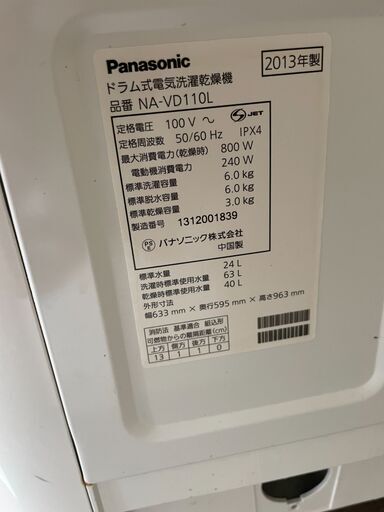 Panasonic
2013年製
ドラム式電気洗濯乾燥機
品番 NA-VD110L
定格電圧 100 V ~
S JET
定格周波数 50/60 Hz IPX4
最大消費電力(乾燥時) 800 W
電動機消費電力 240 W
標準洗濯容量 6.0 kg
標準脱水容量 6.0 kg
標準乾燥容量 3.0 kg
製造番号 1312001839
PSE パナソニック株式会社
中国製
標準水量 24 L
洗濯時標準使用水量 63 L
乾燥時標準使用水量 40 L
外形寸法
幅633 mm × 奥行595 mm × 高さ963 mm
消防法 基準適合 組込形
可燃物からの離隔距離(cm)
上方 側方 後方 下方
13 1 1 0